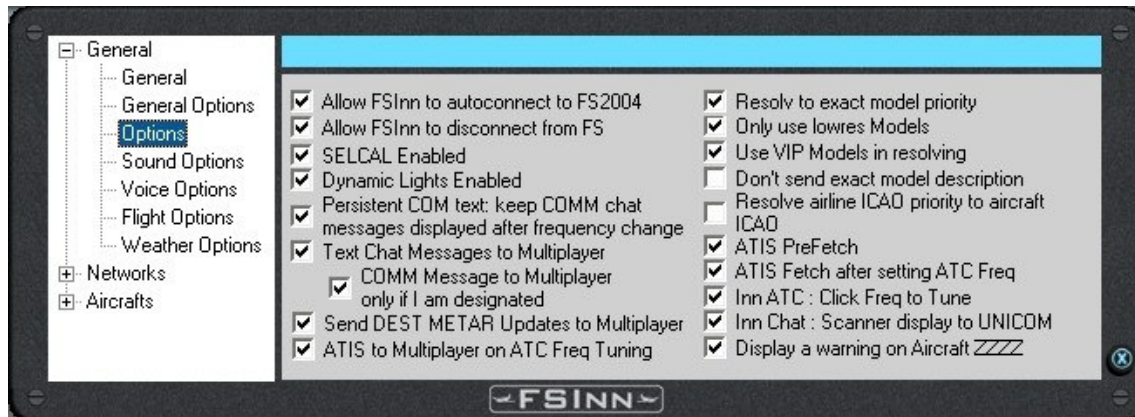 General
General
General Options
Options
Sound Options
Voice Options
Flight Options
Weather Options
Networks
Aircrafts
Allow FSInn to autoconnect to FS2004
Allow FSInn to disconnect from FS
SELCAL Enabled
Dynamic Lights Enabled
Persistent COM text: keep COMM chat
messages displayed after frequency change
Text Chat Messages to Multiplayer
COMM Message to Multiplayer
only if I am designated
Send DEST METAR Updates to Multiplayer
ATIS to Multiplayer on ATC Freq Tuning
Resolv to exact model priority
Only use lowres Models
Use VIP Models in resolving
Don't send exact model description
Resolve airline ICAO priority to aircraft
ICAO
ATIS PreFetch
ATIS Fetch after setting ATC Freq
Inn ATC : Click Freq to Tune
Inn Chat : Scanner display to UNICOM
Display a warning on Aircraft ZZZZ
FSINN